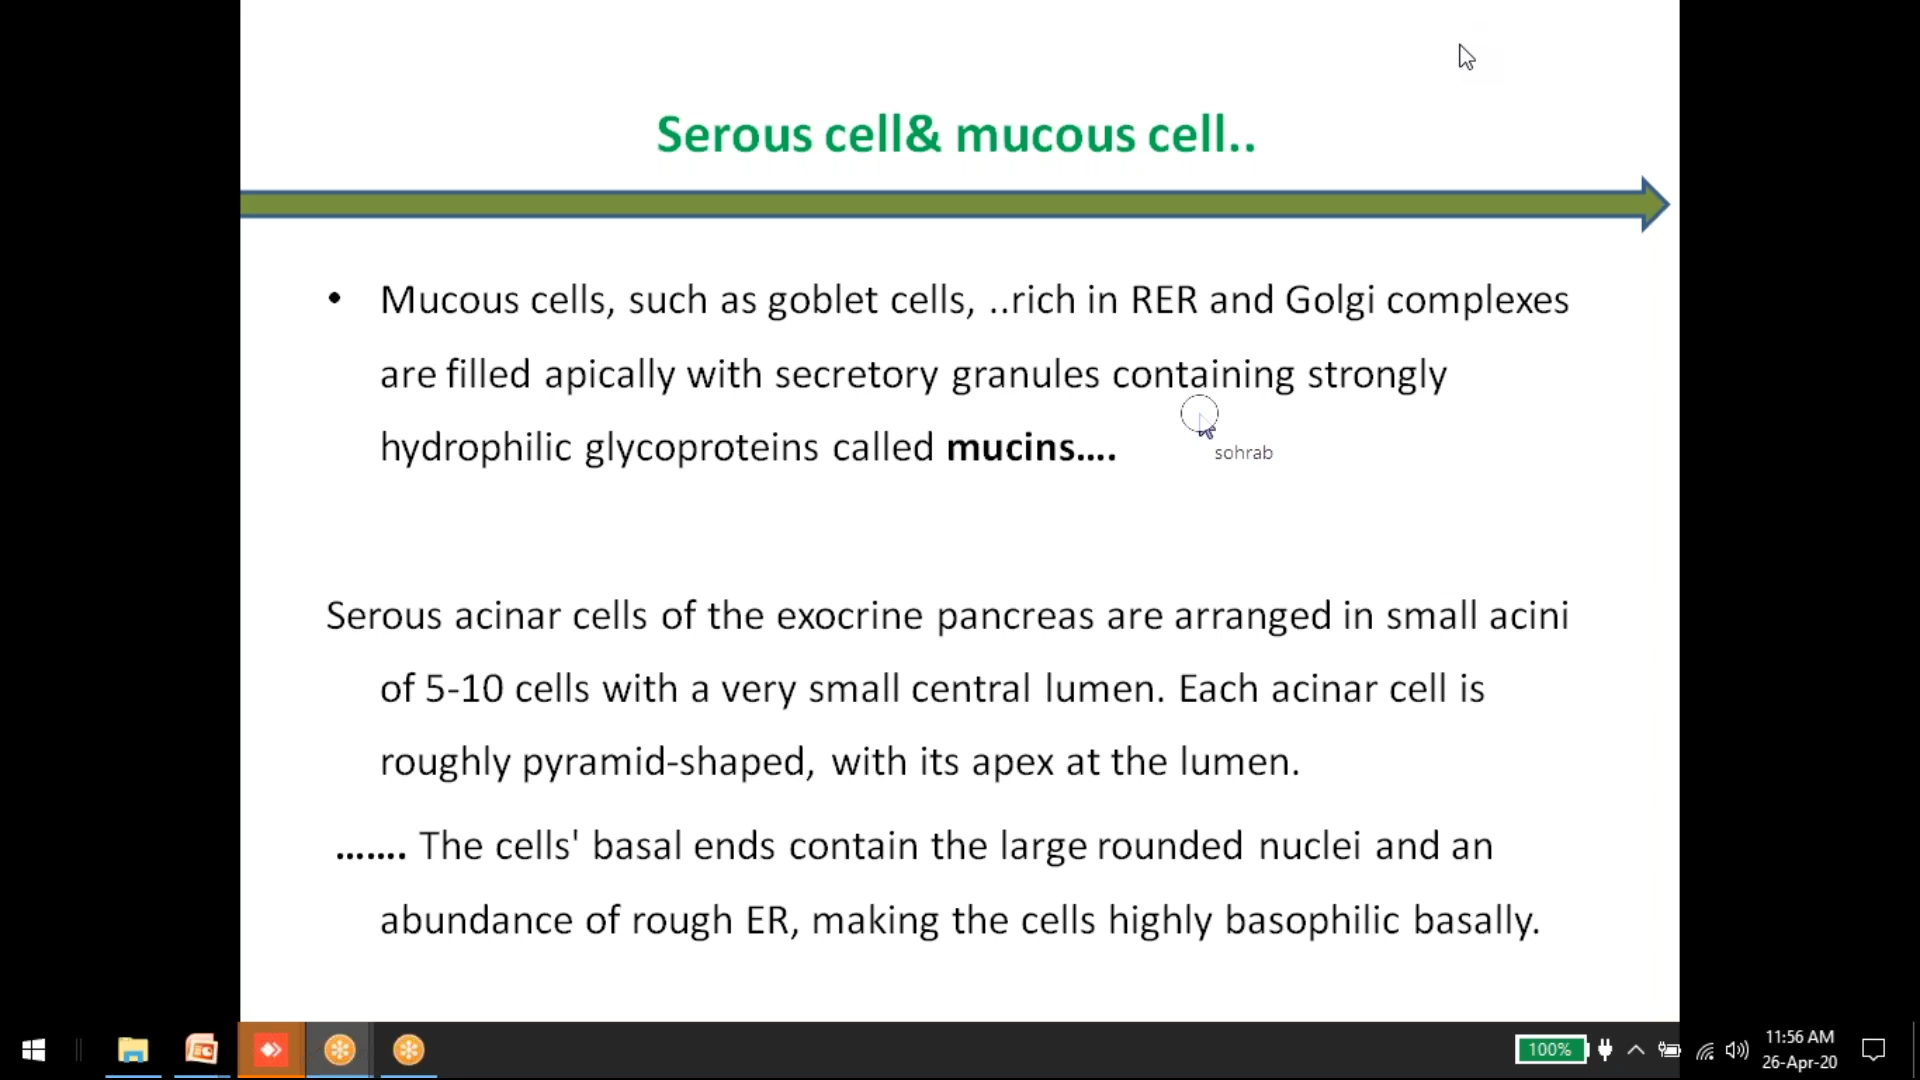 Serous cell& mucous cell..
• Mucous cells, such as goblet cells, ..rich in RER and Golgi complexes
are filled apically with secretory granules containing strongly
hydrophilic glycoproteins called mucins....
sohrab
Serous acinar cells of the exocrine pancreas are arranged in small acini
of 5-10 cells with a very small central lumen. Each acinar cell is
roughly pyramid-shaped, with its apex at the lumen.
....... The cells' basal ends contain the large rounded nuclei and an
abundance of rough ER, making the cells highly basophilic basally.
100%
11:56 AM
26-Apr-20